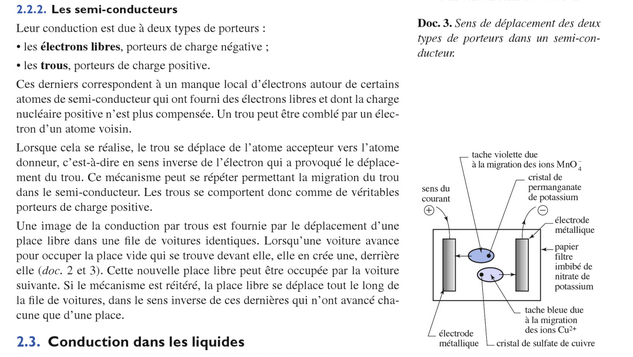 2.2.2. Les semi-conducteurs
Leur conduction est due à deux types de porteurs :
• les électrons libres, porteurs de charge négative ;
• les trous, porteurs de charge positive.
Ces derniers correspondent à un manque local d'électrons autour de certains
atomes de semi-conducteur qui ont fourni des électrons libres et dont la charge
nucléaire positive n'est plus compensée. Un trou peut être comblé par un élec-
tron d'un atome voisin.
Lorsque cela se réalise, le trou se déplace de l'atome accepteur vers l'atome
donneur, c'est-à-dire en sens inverse de l'électron qui a provoqué le déplace-
ment du trou. Ce mécanisme peut se répéter permettant la migration du trou
dans le semi-conducteur. Les trous se comportent donc comme de véritables
porteurs de charge positive.
Une image de la conduction par trous est fournie par le déplacement d'une
place libre dans une file de voitures identiques. Lorsqu'une voiture avance
pour occuper la place vide qui se trouve devant elle, elle en crée une, derrière
elle (doc. 2 et 3). Cette nouvelle place libre peut être occupée par la voiture
suivante. Si le mécanisme est réitéré, la place libre se déplace tout le long de
la file de voitures, dans le sens inverse de ces dernières qui n'ont avancé cha-
cune que d'une place.
2.3. Conduction dans les liquides
Doc. 3. Sens de déplacement des deux
types de porteurs dans un semi-con-
ducteur.
tache violette due
à la migration des ions MnO4−
cristal de
permanganate
de potassium
sens du
courant
+
−
électrode
métallique
papier
filtre
imbibé de
nitrate de
potassium
tache bleue due
à la migration
des ions Cu2+
électrode
métallique
cristal de sulfate de cuivre